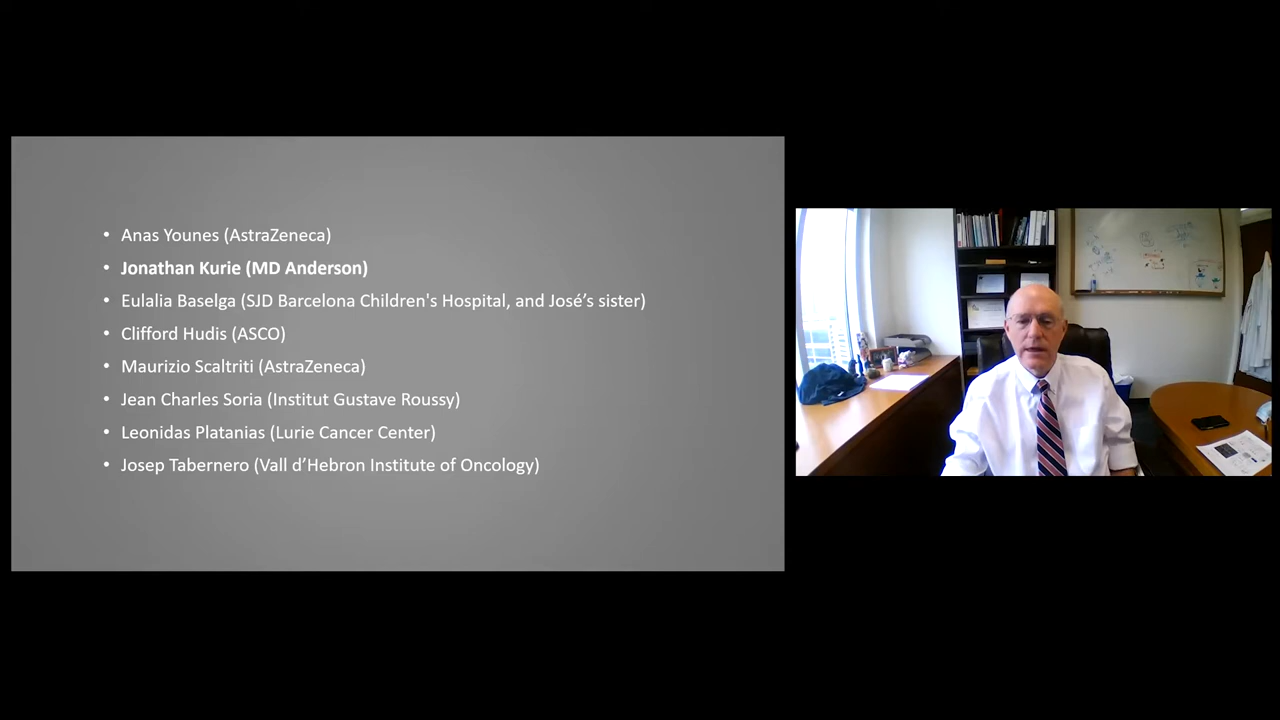 • Anas Younes (AstraZeneca)
• Jonathan Kurie (MD Anderson)
• Eulalia Baselga (SJD Barcelona Children's Hospital, and José’s sister)
• Clifford Hudis (ASCO)
• Maurizio Scaltriti (AstraZeneca)
• Jean Charles Soria (Institut Gustave Roussy)
• Leonidas Platanias (Lurie Cancer Center)
• Josep Tabernero (Vall d’Hebron Institute of Oncology)